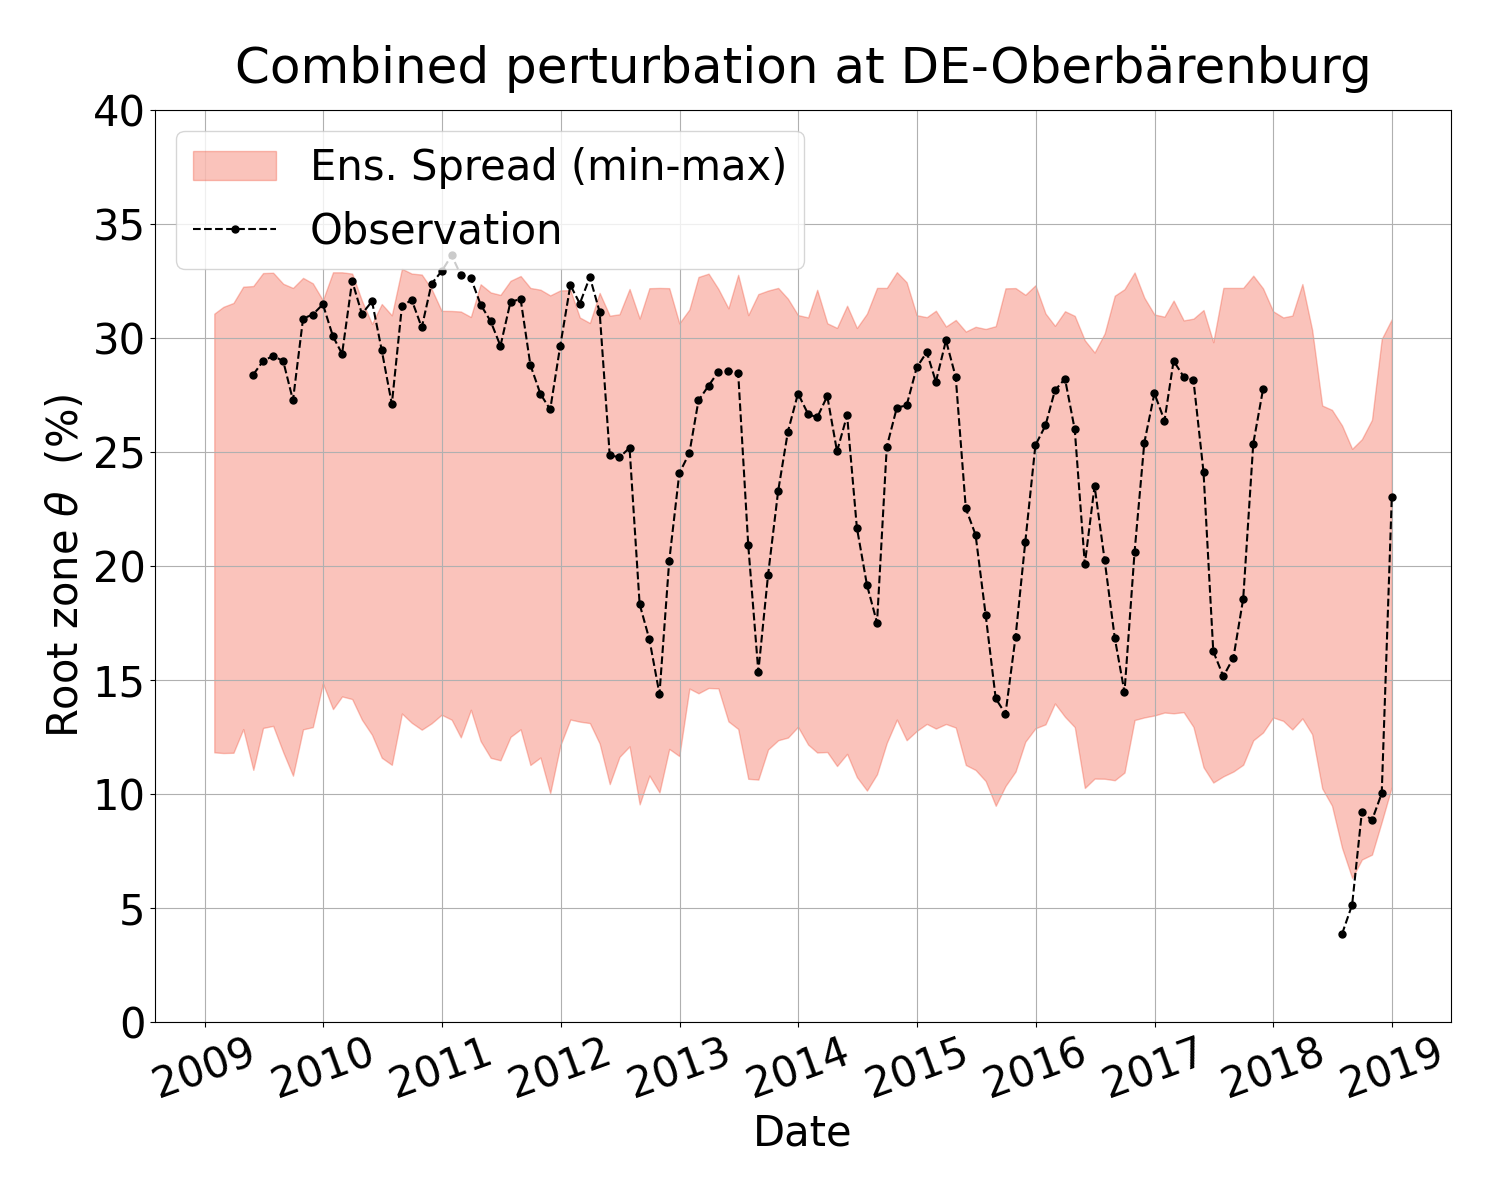 Combined perturbation at DE-Oberbärenburg
Ens. Spread (min-max)
Observation
Root zone θ (%)
40
35
30
25
20
15
10
5
0
2009 2010 2011 2012 2013 2014 2015 2016 2017 2018 2019
Date